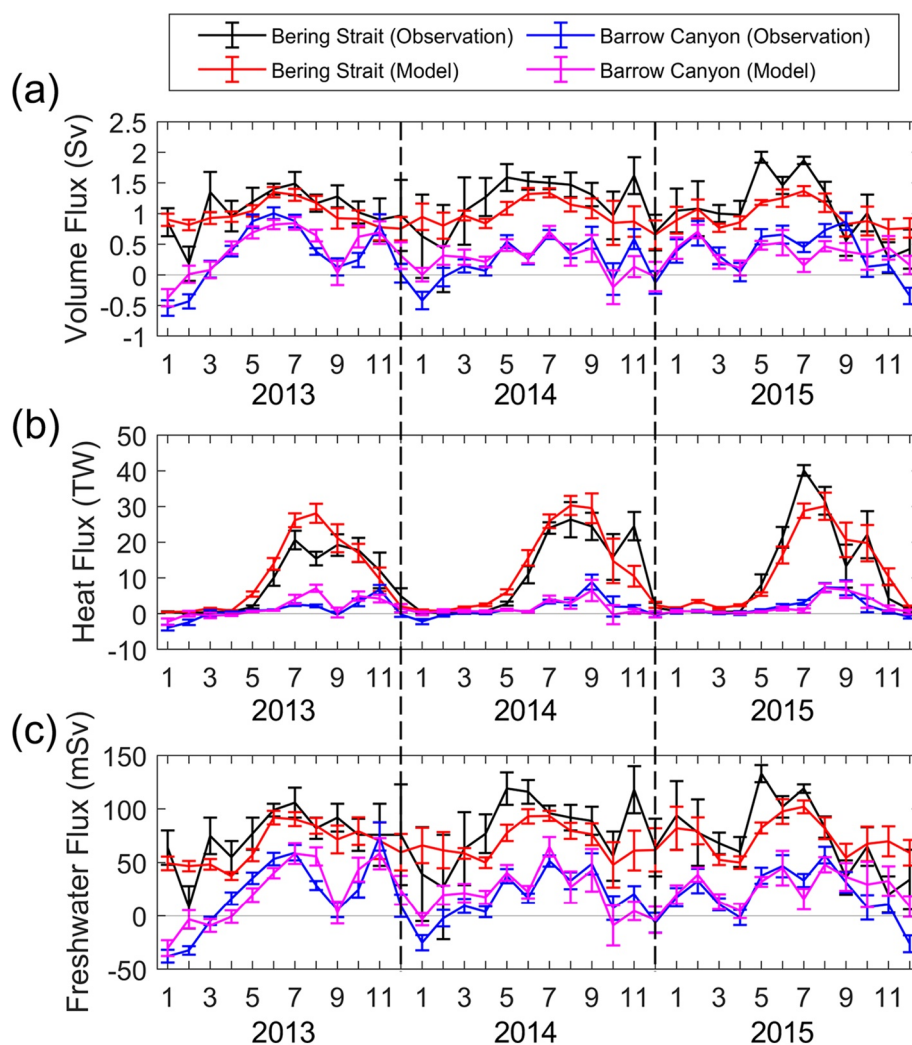 Bering Strait (Observation) Barrow Canyon (Observation)
Bering Strait (Model) Barrow Canyon (Model)
(a)
Volume Flux (Sv)
2.5
2
1.5
1
0.5
0
-0.5
-1
1 3 5 7 9 11 1 3 5 7 9 11 1 3 5 7 9 11
2013 2014 2015
(b)
Heat Flux (TW)
50
40
30
20
10
0
-10
1 3 5 7 9 11 1 3 5 7 9 11 1 3 5 7 9 11
2013 2014 2015
(c)
Freshwater Flux (mSv)
150
100
50
0
-50
1 3 5 7 9 11 1 3 5 7 9 11 1 3 5 7 9 11
2013 2014 2015